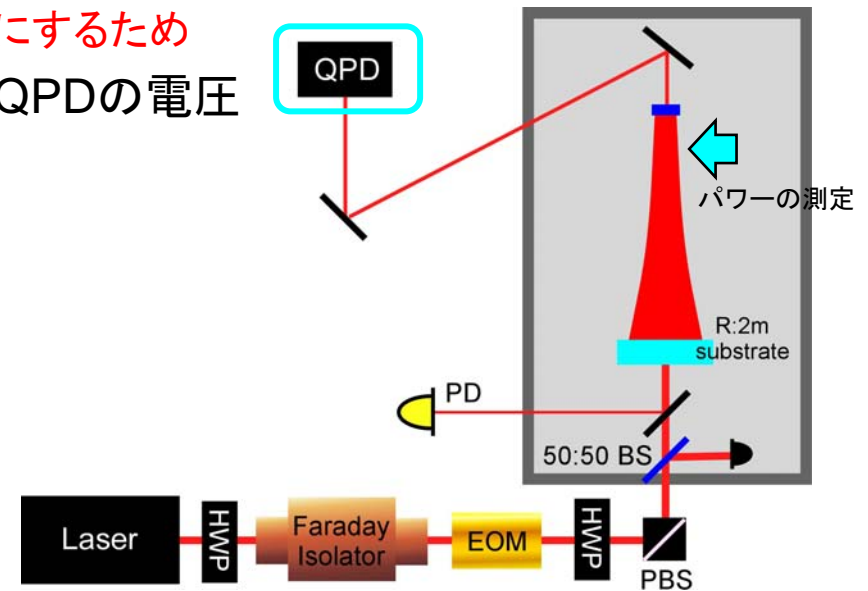 にするため
QPDの電圧
QPD
パワーの測定
R:2m
substrate
PD
50:50 BS
Laser
HWP
Faraday
Isolator
EOM
HWP
PBS